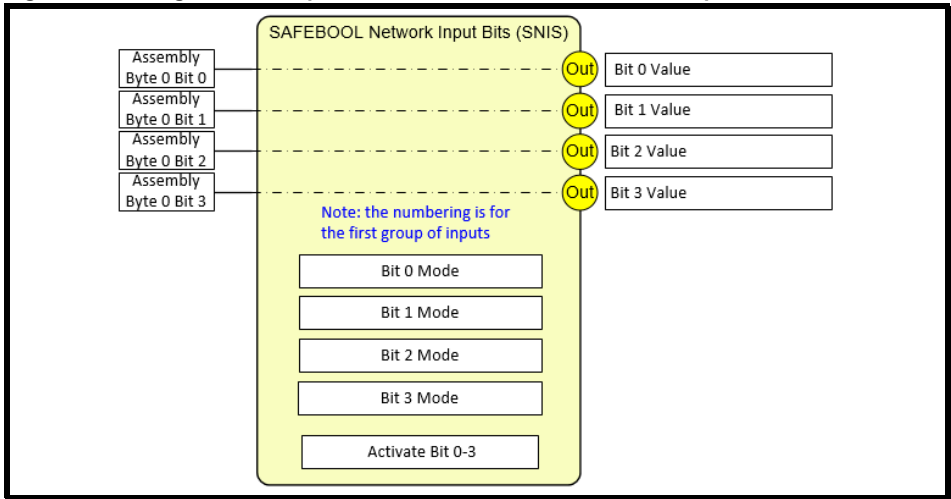 SAFEBOOL Network Input Bits (SNIS)
Assembly
Byte 0 Bit 0
Out
Bit 0 Value
Assembly
Byte 0 Bit 1
Out
Bit 1 Value
Assembly
Byte 0 Bit 2
Out
Bit 2 Value
Assembly
Byte 0 Bit 3
Out
Bit 3 Value
Note: the numbering is for
the first group of inputs
Bit 0 Mode
Bit 1 Mode
Bit 2 Mode
Bit 3 Mode
Activate Bit 0-3